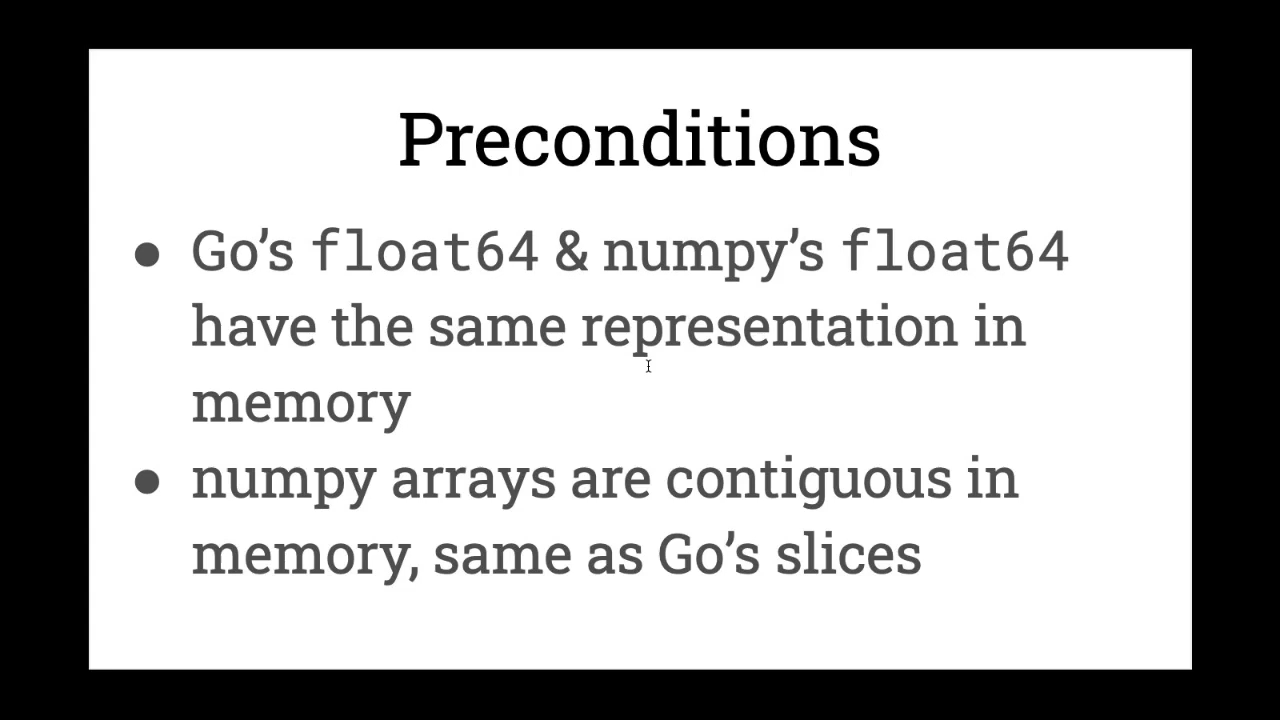 Preconditions
● Go’s float64 & numpy’s float64
have the same representation in
memory
● numpy arrays are contiguous in
memory, same as Go’s slices